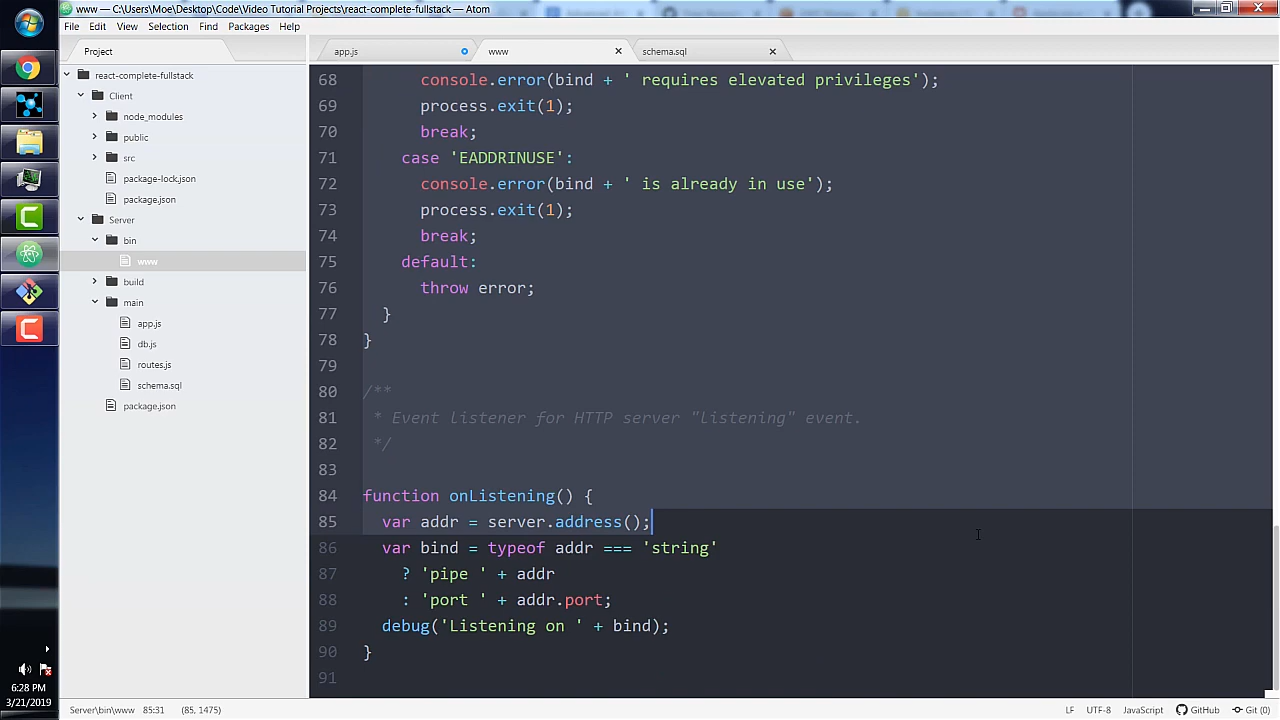 www — C:\Users\Moe\Desktop\Code\Video Tutorial Projects\react-complete-fullstack — Atom
File Edit View Selection Find Packages Help
Project
app.js
www
schema.sql
react-complete-fullstack
Client
node_modules
public
src
package-lock.json
package.json
Server
bin
www
build
main
app.js
db.js
routes.js
schema.sql
package.json
68 console.error(bind + ' requires elevated privileges');
69 process.exit(1);
70 break;
71 case 'EADDRINUSE':
72 console.error(bind + ' is already in use');
73 process.exit(1);
74 break;
75 default:
76 throw error;
77 }
78 }
79
80 /**
81 * Event listener for HTTP server "listening" event.
82 */
83
84 function onListening() {
85 var addr = server.address();
86 var bind = typeof addr === 'string'
87 ? 'pipe ' + addr
88 : 'port ' + addr.port;
89 debug('Listening on ' + bind);
90 }
91
6:28 PM
3/21/2019
Server\bin\www 85:31 (85, 1475)
LF UTF-8 JavaScript GitHub Git (0)